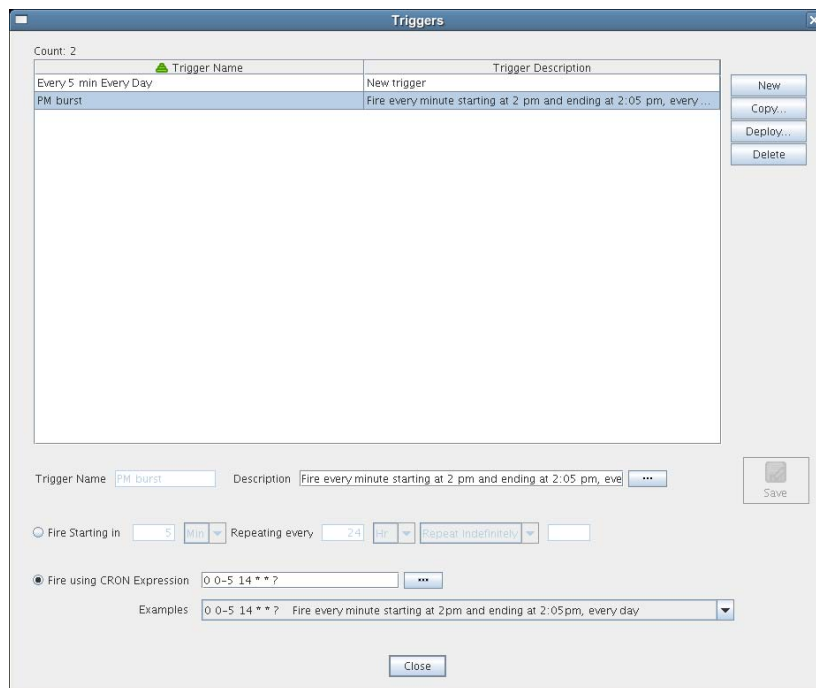 Triggers
Count: 2
Trigger Name Trigger Description
Every 5 min Every Day New trigger
PM burst Fire every minute starting at 2 pm and ending at 2:05 pm, every ...
New
Copy...
Deploy...
Delete
Trigger Name PM burst Description Fire every minute starting at 2 pm and ending at 2:05 pm, eve ...
Save
Fire Starting in 5 Min Repeating every 24 Hr Repeat Indefinitely
Fire using CRON Expression 0 0-5 14 * * ? ...
Examples 0 0-5 14 * * ? Fire every minute starting at 2pm and ending at 2:05pm, every day
Close